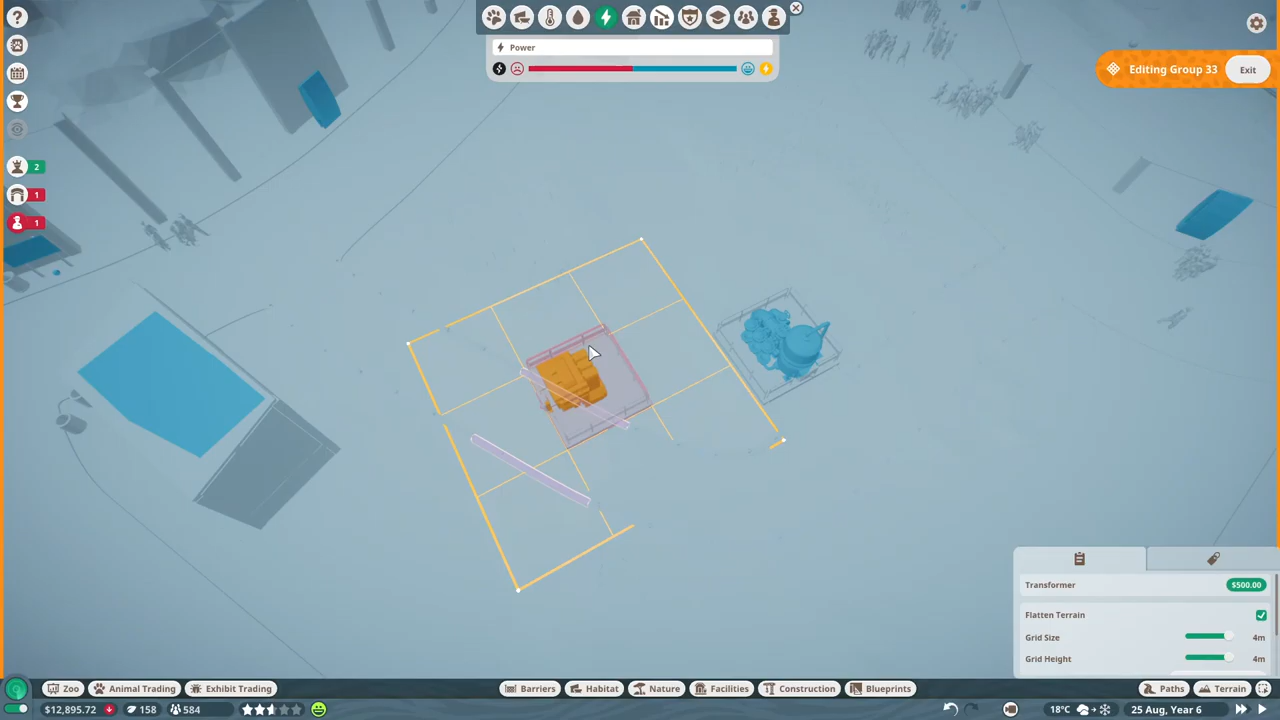 Power
Editing Group 33
Exit
2
1
1
Transformer
$500.00
Flatten Terrain
Grid Size
4m
Grid Height
4m
Zoo
Animal Trading
Exhibit Trading
Barriers
Habitat
Nature
Facilities
Construction
Blueprints
Paths
Terrain
$12,895.72
158
584
18°C
25 Aug, Year 6